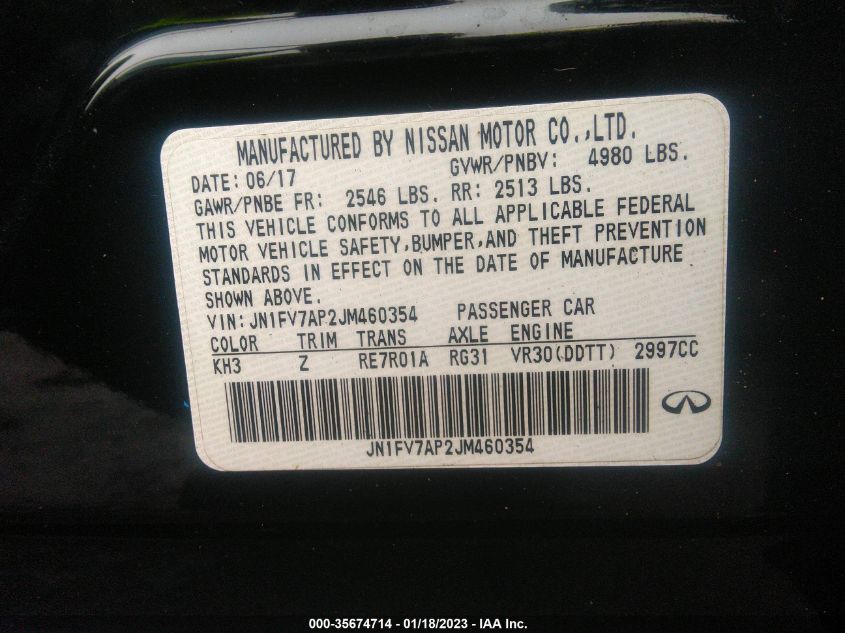 MANUFACTURED BY NISSAN MOTOR CO.,LTD.
DATE: 06/17 GVWR/PNBV: 4980 LBS.
GAWR/PNBE FR: 2546 LBS. RR: 2513 LBS.
THIS VEHICLE CONFORMS TO ALL APPLICABLE FEDERAL
MOTOR VEHICLE SAFETY,BUMPER,AND THEFT PREVENTION
STANDARDS IN EFFECT ON THE DATE OF MANUFACTURE
SHOWN ABOVE.
VIN:JN1FV7AP2JM460354 PASSENGER CAR
COLOR TRIM TRANS AXLE ENGINE
KH3 Z RE7R01A RG31 VR30(DDTT) 2997CC
JN1FV7AP2JM460354
000-35674714 - 01/18/2023 - IAA Inc.